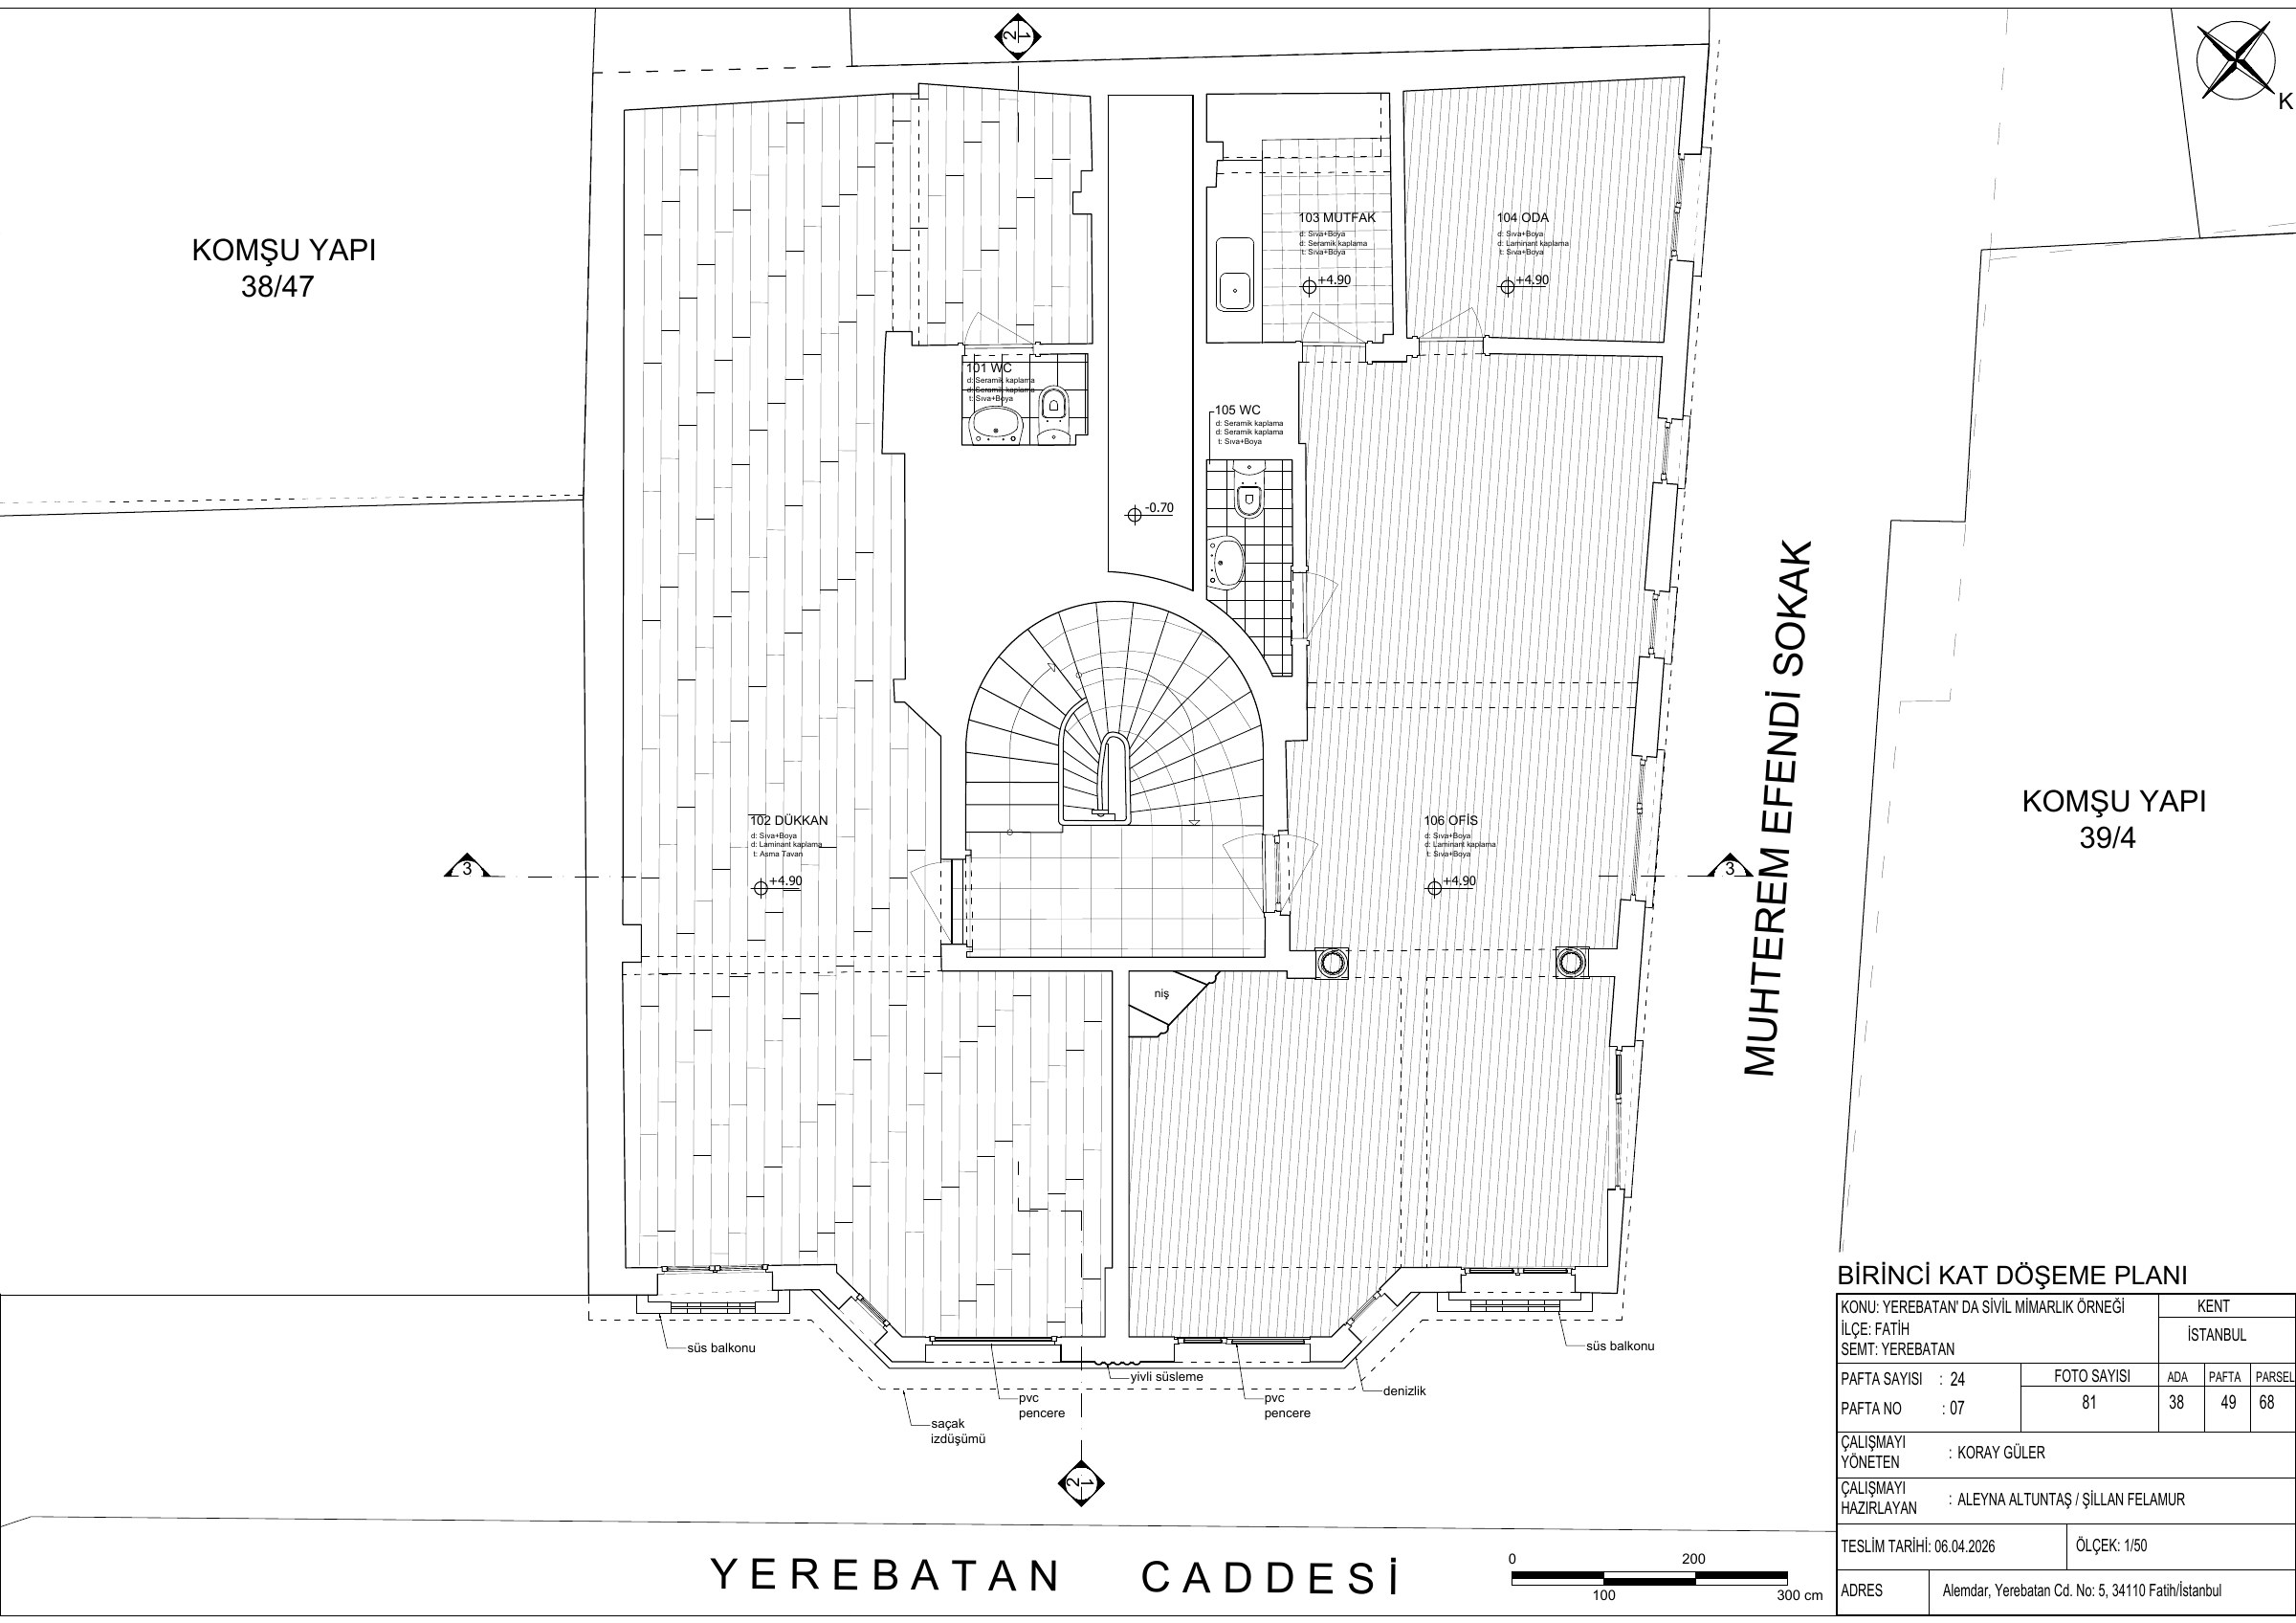 2
1
K
KOMŞU YAPI
38/47
103 MUTFAK
d: Sıva+Boya
d: Seramik kaplama
t: Sıva+Boya
+4.90
104 ODA
d: Sıva+Boya
d: Laminant kaplama
t: Sıva+Boya
+4.90
101 WC
d: Seramik kaplama
d: Seramik kaplama
t: Sıva+Boya
105 WC
d: Seramik kaplama
d: Seramik kaplama
t: Sıva+Boya
-0.70
MUHTEREM EFENDİ SOKAK
KOMŞU YAPI
39/4
102 DÜKKAN
d: Sıva+Boya
d: Laminant kaplama
t: Asma Tavan
+4.90
106 OFİS
d: Sıva+Boya
d: Laminant kaplama
t: Sıva+Boya
+4.90
3
3
niş
süs balkonu
süs balkonu
yivli süsleme
denizlik
pvc
pencere
pvc
pencere
saçak
izdüşümü
2
1
YEREBATAN CADDESİ
0
200
100
300 cm
BİRİNCİ KAT DÖŞEME PLANI
KONU: YEREBATAN' DA SİVİL MİMARLIK ÖRNEĞİ
İLÇE: FATİH
SEMT: YEREBATAN
KENT
İSTANBUL
PAFTA SAYISI : 24
PAFTA NO : 07
FOTO SAYISI
81
ADA
PAFTA
PARSEL
38
49
68
ÇALIŞMAYI
YÖNETEN
: KORAY GÜLER
ÇALIŞMAYI
HAZIRLAYAN
: ALEYNA ALTUNTAŞ / ŞİLLAN FELAMUR
TESLİM TARİHİ: 06.04.2026
ÖLÇEK: 1/50
ADRES
Alemdar, Yerebatan Cd. No: 5, 34110 Fatih/İstanbul